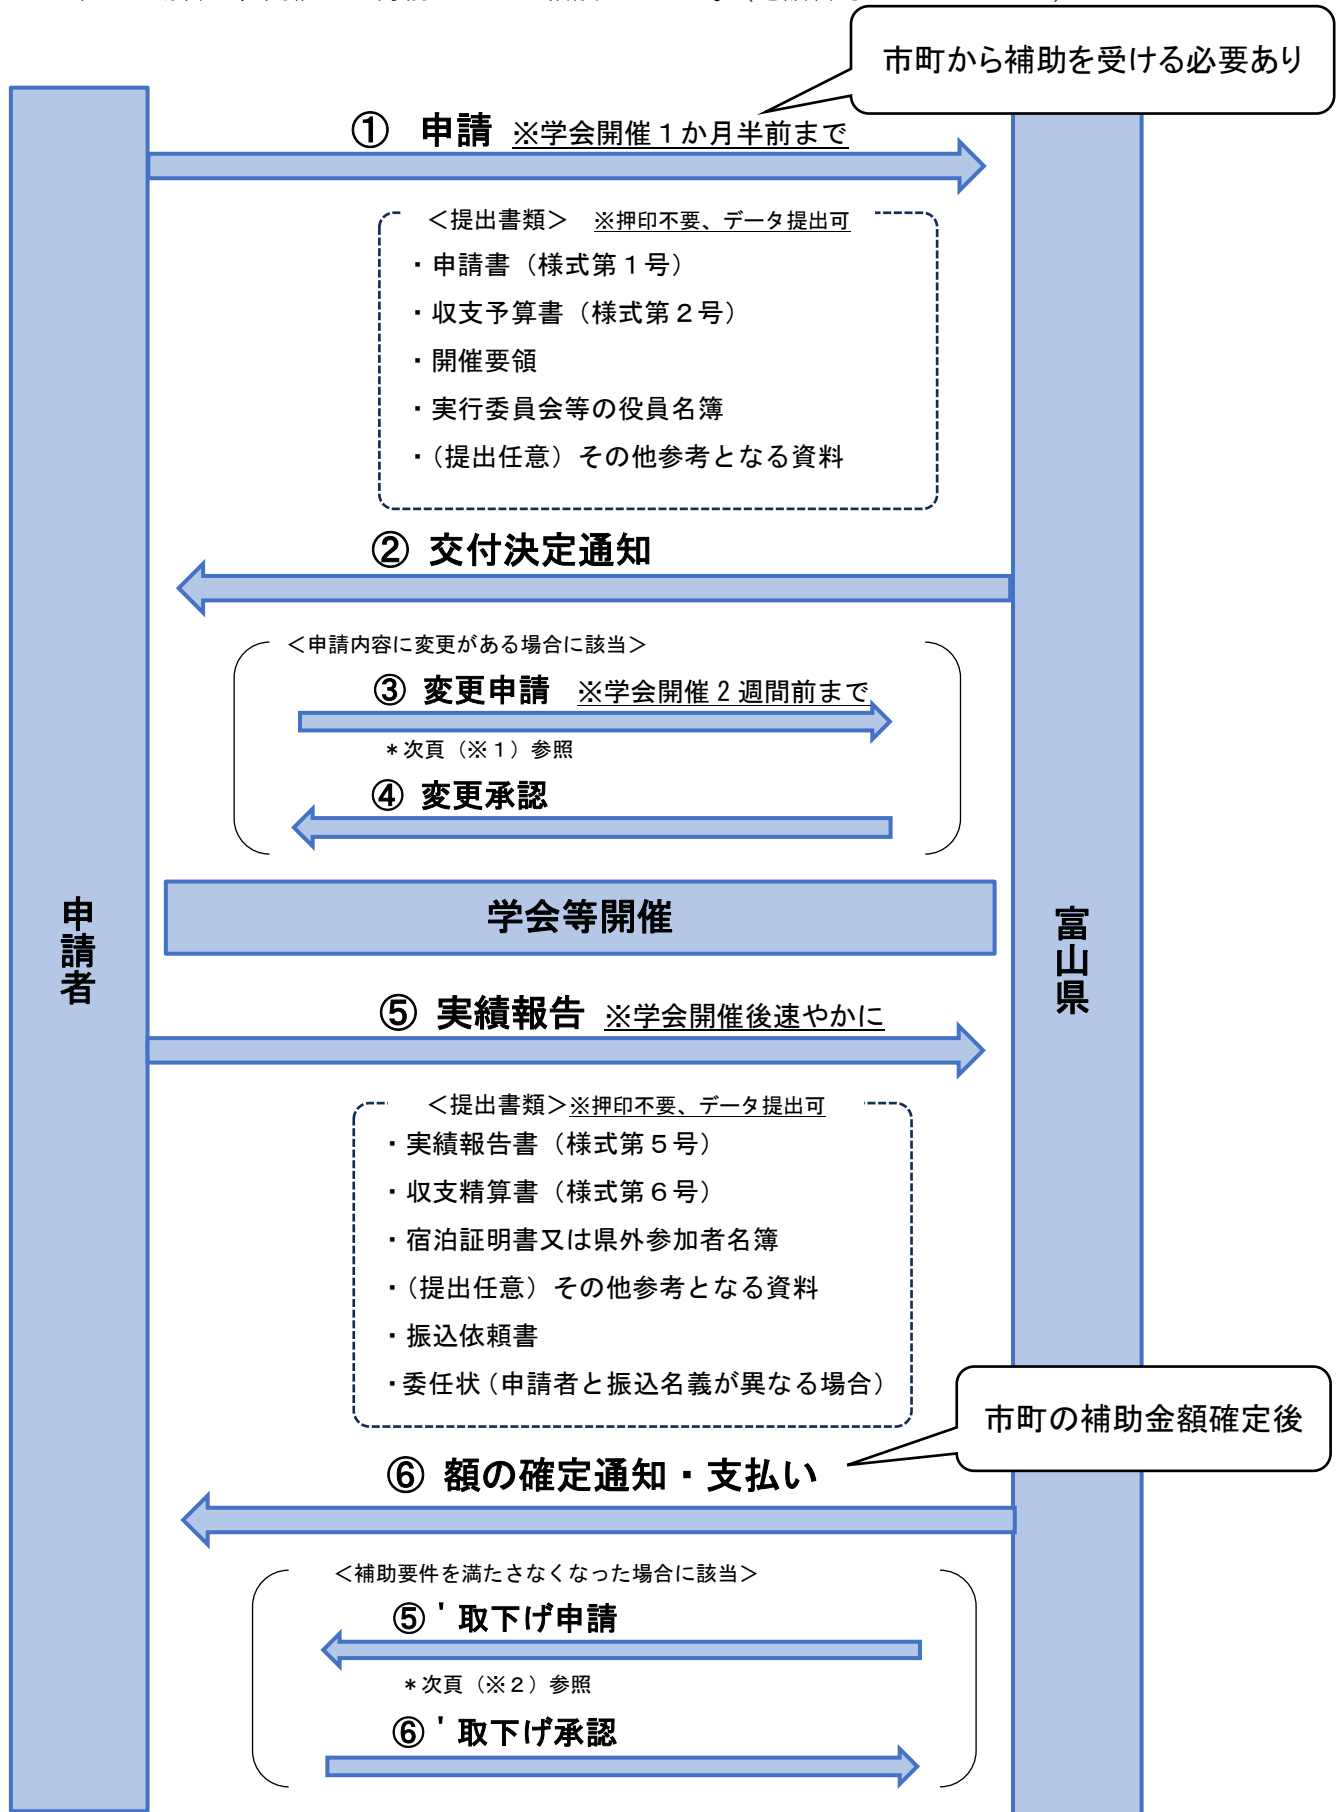 市町から補助を受ける必要あり
① 申請 ※学会開催１か月半前まで
＜提出書類＞ ※押印不要、データ提出可
・申請書（様式第１号）
・収支予算書（様式第２号）
・開催要領
・実行委員会等の役員名簿
・（提出任意）その他参考となる資料
② 交付決定通知
＜申請内容に変更がある場合に該当＞
③ 変更申請 ※学会開催２週間前まで
＊次頁（※１）参照
④ 変更承認
学会等開催
申請者
富山県
⑤ 実績報告 ※学会開催後速やかに
＜提出書類＞※押印不要、データ提出可
・実績報告書（様式第５号）
・収支精算書（様式第６号）
・宿泊証明書又は県外参加者名簿
・（提出任意）その他参考となる資料
・振込依頼書
・委任状（申請者と振込名義が異なる場合）
市町の補助金額確定後
⑥ 額の確定通知・支払い
＜補助要件を満たさなくなった場合に該当＞
⑤＇取下げ申請
＊次頁（※２）参照
⑥＇取下げ承認